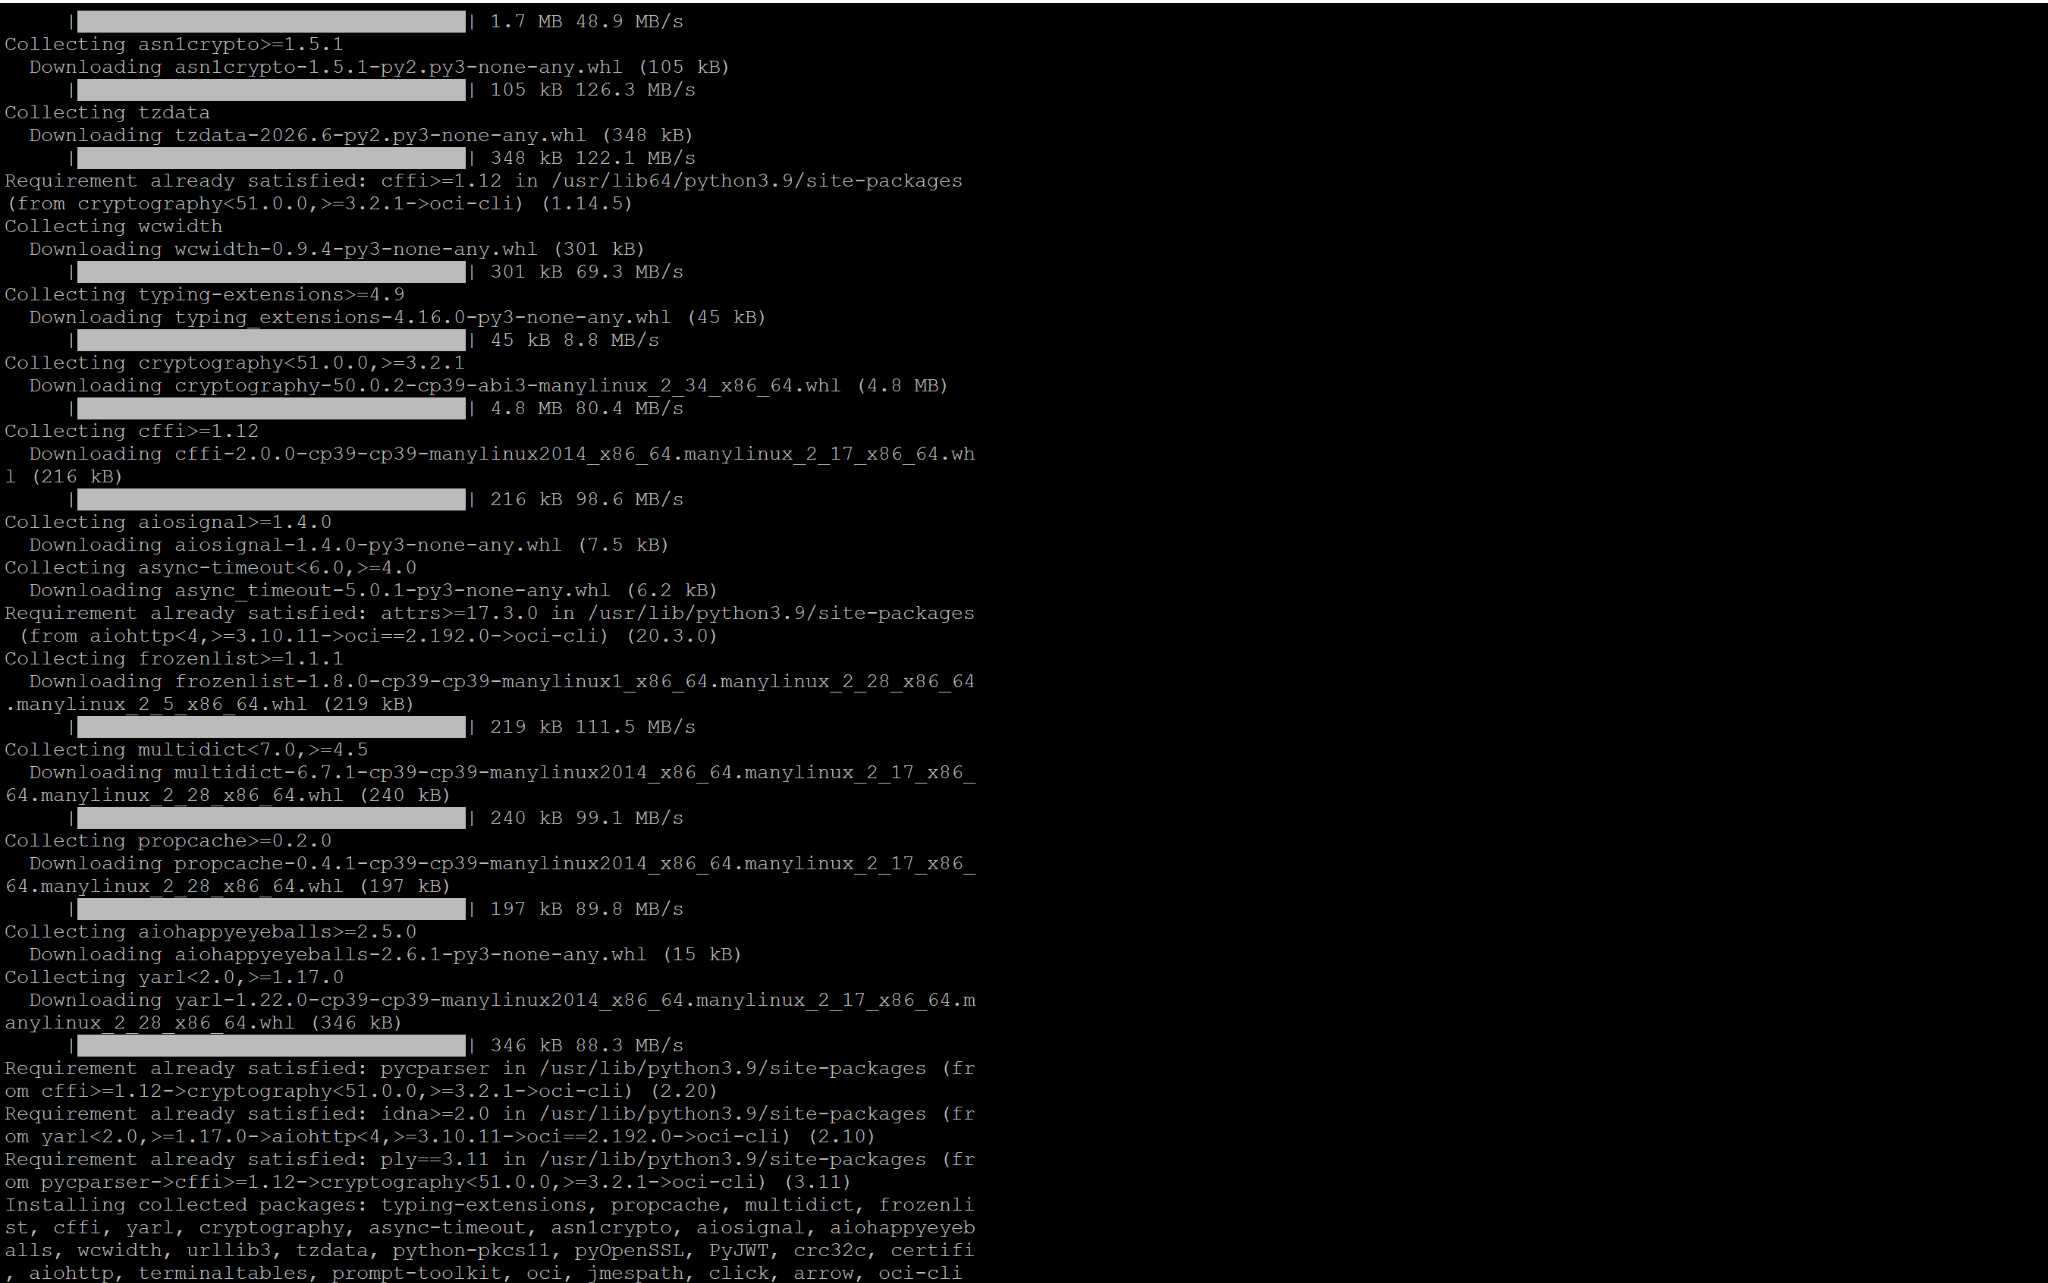 | | 1.7 MB 48.9 MB/s
Collecting asn1crypto>=1.5.1
  Downloading asn1crypto-1.5.1-py2.py3-none-any.whl (105 kB)
| | 105 kB 126.3 MB/s
Collecting tzdata
  Downloading tzdata-2026.6-py2.py3-none-any.whl (348 kB)
| | 348 kB 122.1 MB/s
Requirement already satisfied: cffi>=1.12 in /usr/lib64/python3.9/site-packages
(from cryptography<51.0.0,>=3.2.1->oci-cli) (1.14.5)
Collecting wcwidth
  Downloading wcwidth-0.9.4-py3-none-any.whl (301 kB)
| | 301 kB 69.3 MB/s
Collecting typing-extensions>=4.9
  Downloading typing_extensions-4.16.0-py3-none-any.whl (45 kB)
| | 45 kB 8.8 MB/s
Collecting cryptography<51.0.0,>=3.2.1
  Downloading cryptography-50.0.2-cp39-abi3-manylinux_2_34_x86_64.whl (4.8 MB)
| | 4.8 MB 80.4 MB/s
Collecting cffi>=1.12
  Downloading cffi-2.0.0-cp39-cp39-manylinux2014_x86_64.manylinux_2_17_x86_64.wh
l (216 kB)
| | 216 kB 98.6 MB/s
Collecting aiosignal>=1.4.0
  Downloading aiosignal-1.4.0-py3-none-any.whl (7.5 kB)
Collecting async-timeout<6.0,>=4.0
  Downloading async_timeout-5.0.1-py3-none-any.whl (6.2 kB)
Requirement already satisfied: attrs>=17.3.0 in /usr/lib/python3.9/site-packages
 (from aiohttp<4,>=3.10.11->oci==2.192.0->oci-cli) (20.3.0)
Collecting frozenlist>=1.1.1
  Downloading frozenlist-1.8.0-cp39-cp39-manylinux1_x86_64.manylinux_2_28_x86_64
.manylinux_2_5_x86_64.whl (219 kB)
| | 219 kB 111.5 MB/s
Collecting multidict<7.0,>=4.5
  Downloading multidict-6.7.1-cp39-cp39-manylinux2014_x86_64.manylinux_2_17_x86_
64.manylinux_2_28_x86_64.whl (240 kB)
| | 240 kB 99.1 MB/s
Collecting propcache>=0.2.0
  Downloading propcache-0.4.1-cp39-cp39-manylinux2014_x86_64.manylinux_2_17_x86_
64.manylinux_2_28_x86_64.whl (197 kB)
| | 197 kB 89.8 MB/s
Collecting aiohappyeyeballs>=2.5.0
  Downloading aiohappyeyeballs-2.6.1-py3-none-any.whl (15 kB)
Collecting yarl<2.0,>=1.17.0
  Downloading yarl-1.22.0-cp39-cp39-manylinux2014_x86_64.manylinux_2_17_x86_64.m
anylinux_2_28_x86_64.whl (346 kB)
| | 346 kB 88.3 MB/s
Requirement already satisfied: pycparser in /usr/lib/python3.9/site-packages (fr
om cffi>=1.12->cryptography<51.0.0,>=3.2.1->oci-cli) (2.20)
Requirement already satisfied: idna>=2.0 in /usr/lib/python3.9/site-packages (fr
om yarl<2.0,>=1.17.0->aiohttp<4,>=3.10.11->oci==2.192.0->oci-cli) (2.10)
Requirement already satisfied: ply==3.11 in /usr/lib/python3.9/site-packages (fr
om pycparser->cffi>=1.12->cryptography<51.0.0,>=3.2.1->oci-cli) (3.11)
Installing collected packages: typing-extensions, propcache, multidict, frozenli
st, cffi, yarl, cryptography, async-timeout, asn1crypto, aiosignal, aiohappyeyeb
alls, wcwidth, urllib3, tzdata, python-pkcs11, pyOpenSSL, PyJWT, crc32c, certifi
, aiohttp, terminaltables, prompt-toolkit, oci, jmespath, click, arrow, oci-cli